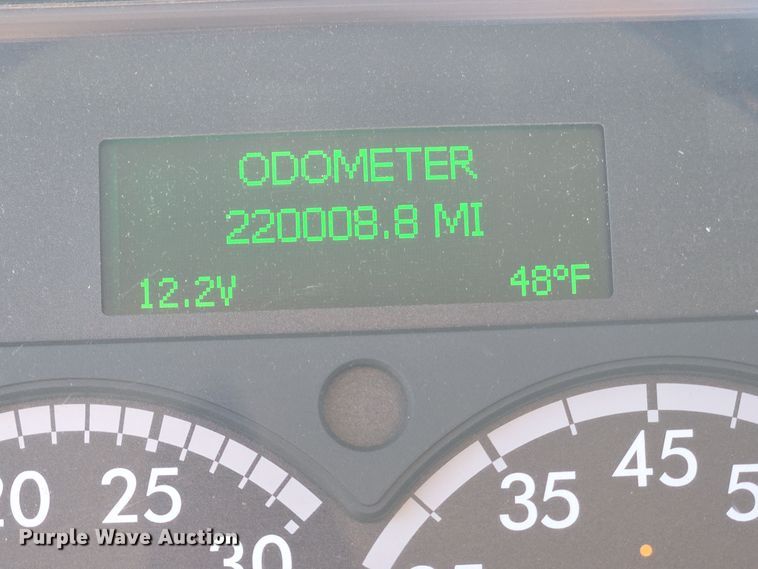 ODOMETER
220008.8 MI
12.2V 48°F
20 25 30
35 45
Purple Wave Auction